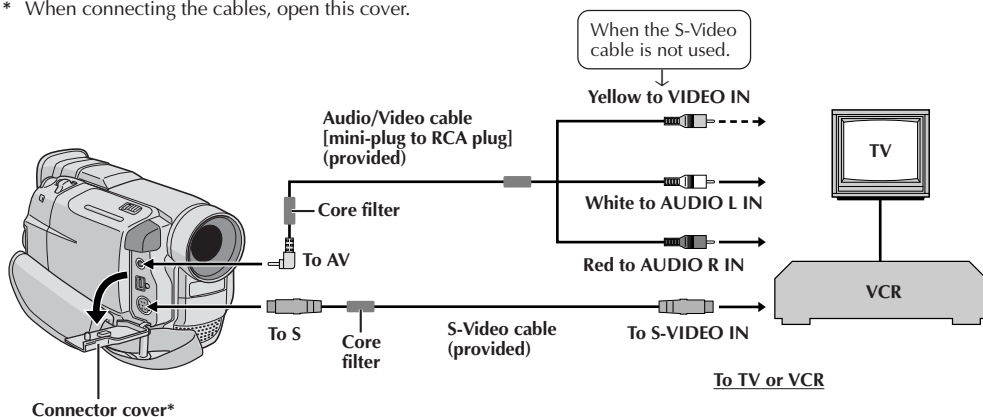 * When connecting the cables, open this cover.
When the S-Video
cable is not used.
Yellow to VIDEO IN
Audio/Video cable
[mini-plug to RCA plug]
(provided)
TV
Core filter
White to AUDIO L IN
To AV
Red to AUDIO R IN
VCR
To S
Core
filter
S-Video cable
(provided)
To S-VIDEO IN
To TV or VCR
Connector cover*